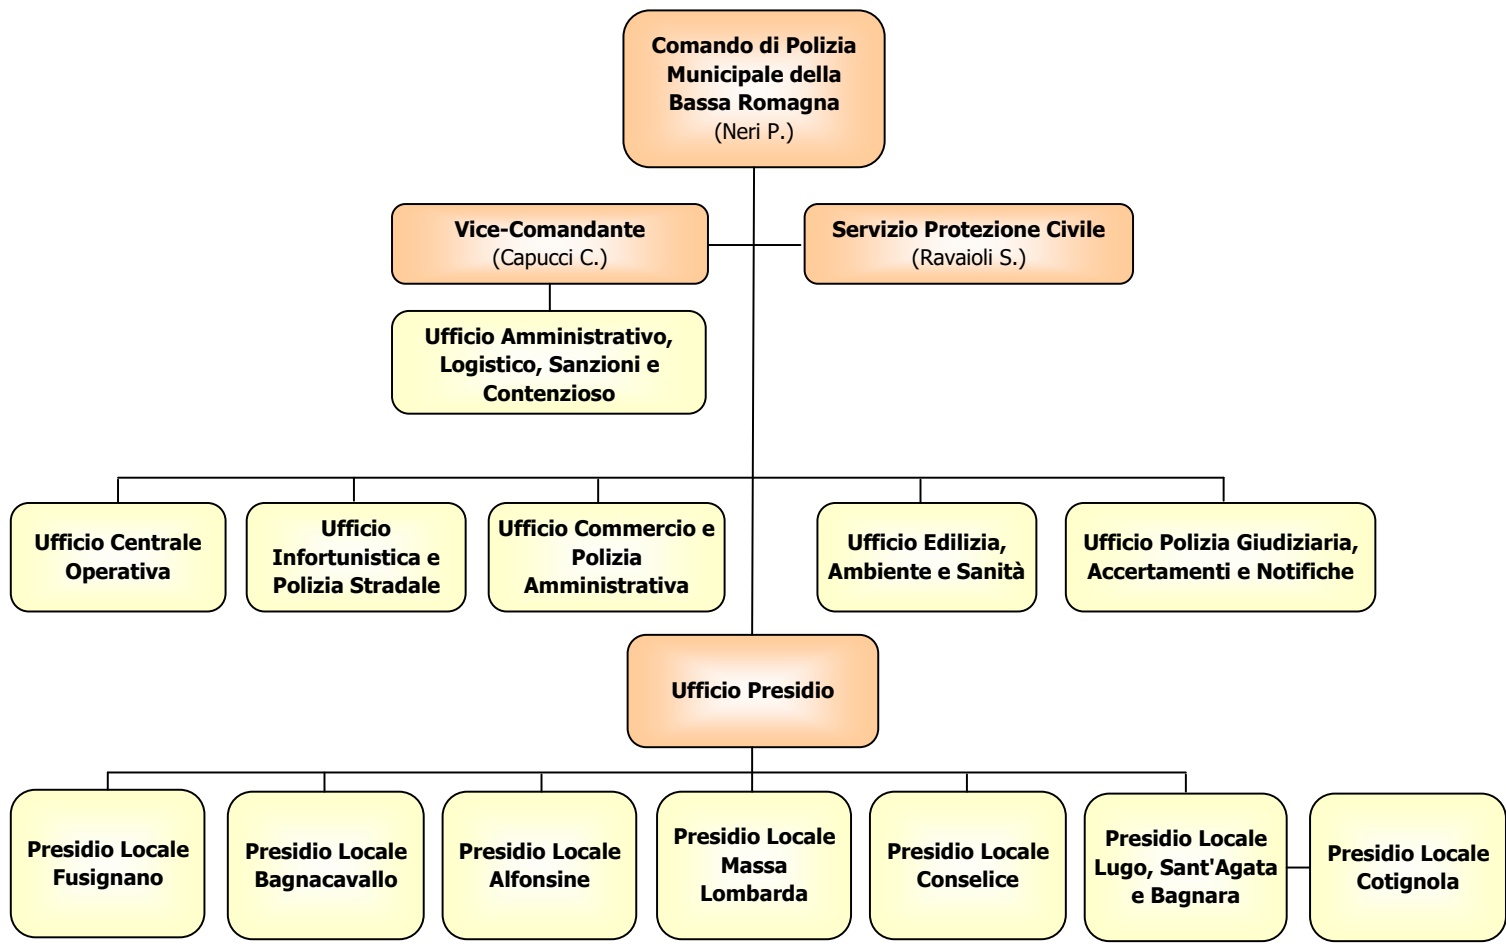 Comando di Polizia
Municipale della
Bassa Romagna
(Neri P.)
Vice-Comandante
(Capucci C.)
Servizio Protezione Civile
(Ravaioli S.)
Ufficio Amministrativo,
Logistico, Sanzioni e
Contenzioso
Ufficio Centrale
Operativa
Ufficio
Infortunistica e
Polizia Stradale
Ufficio Commercio e
Polizia
Amministrativa
Ufficio Edilizia,
Ambiente e Sanità
Ufficio Polizia Giudiziaria,
Accertamenti e Notifiche
Ufficio Presidio
Presidio Locale
Fusignano
Presidio Locale
Bagnacavallo
Presidio Locale
Alfonsine
Presidio Locale
Massa
Lombarda
Presidio Locale
Conselice
Presidio Locale
Lugo, Sant'Agata
e Bagnara
Presidio Locale
Cotignola